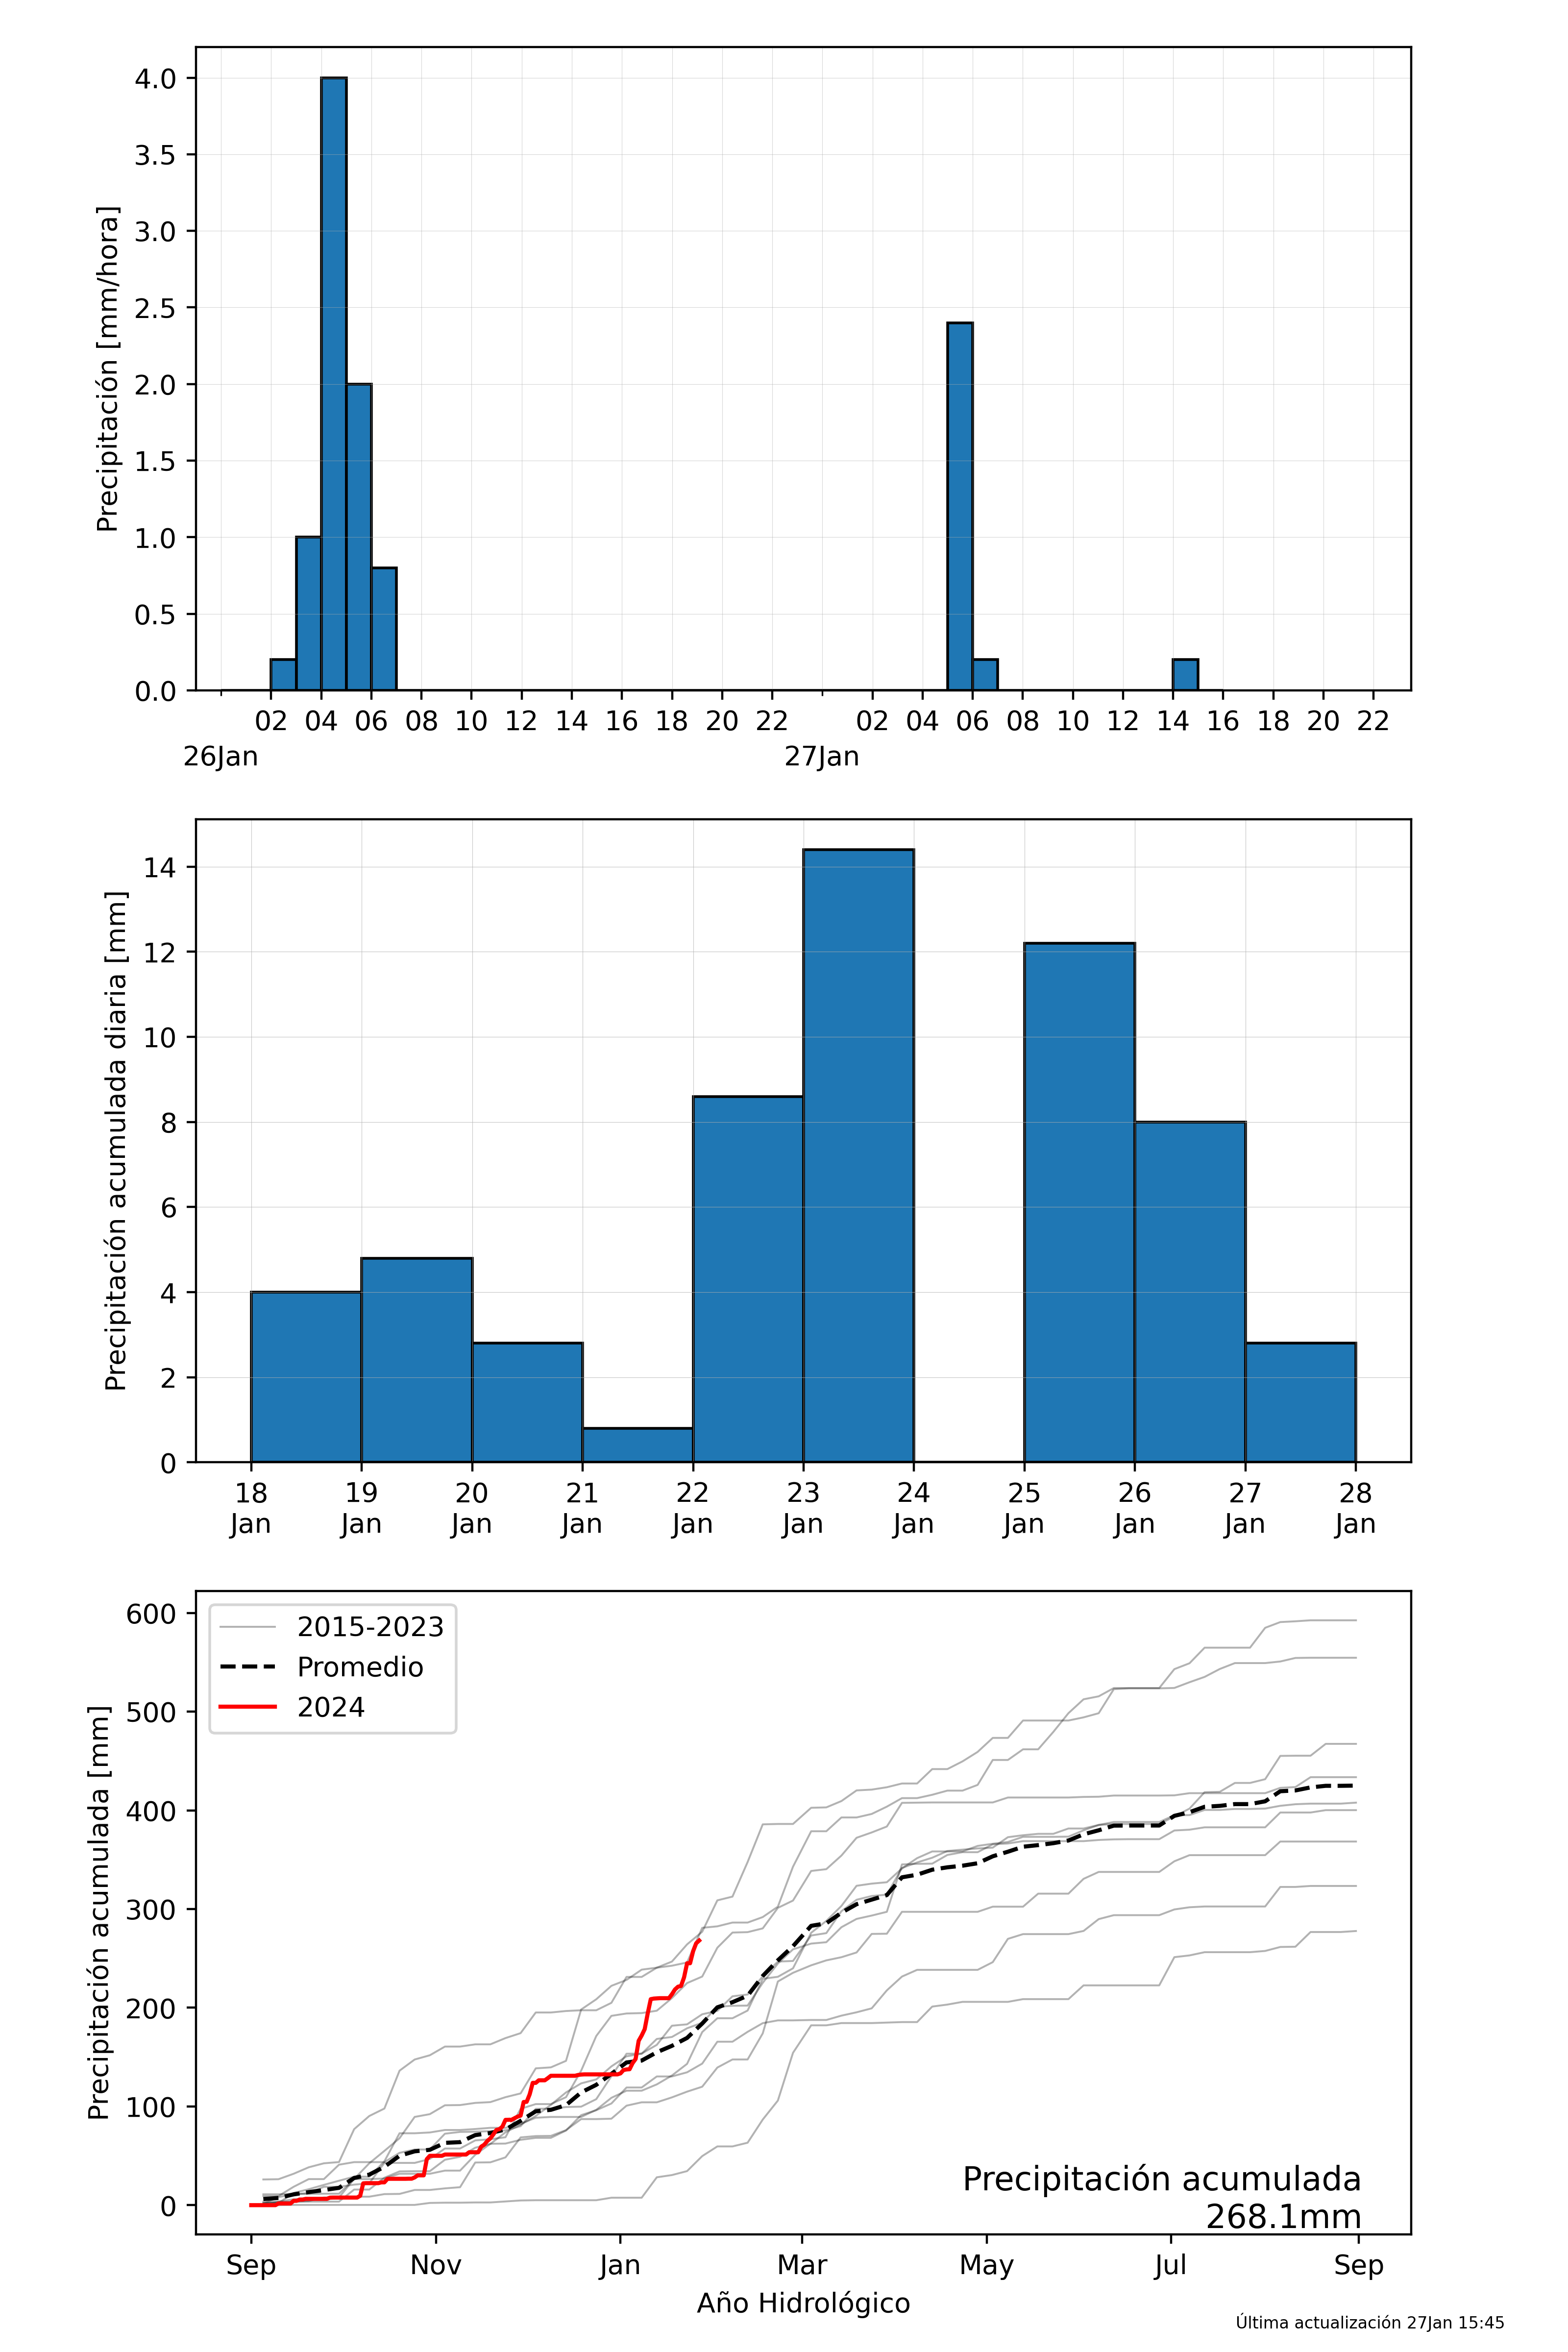 Precipitación [mm/hora]
4.0
3.5
3.0
2.5
2.0
1.5
1.0
0.5
0.0
02 04 06 08 10 12 14 16 18 20 22 02 04 06 08 10 12 14 16 18 20 22
26Jan 27Jan
Precipitación acumulada diaria [mm]
14
12
10
8
6
4
2
0
18 19 20 21 22 23 24 25 26 27 28
Jan Jan Jan Jan Jan Jan Jan Jan Jan Jan Jan
Precipitación acumulada [mm]
600
500
400
300
200
100
0
2015-2023
Promedio
2024
Precipitación acumulada
268.1mm
Sep Nov Jan Mar May Jul Sep
Año Hidrológico
Última actualización 27Jan 15:45